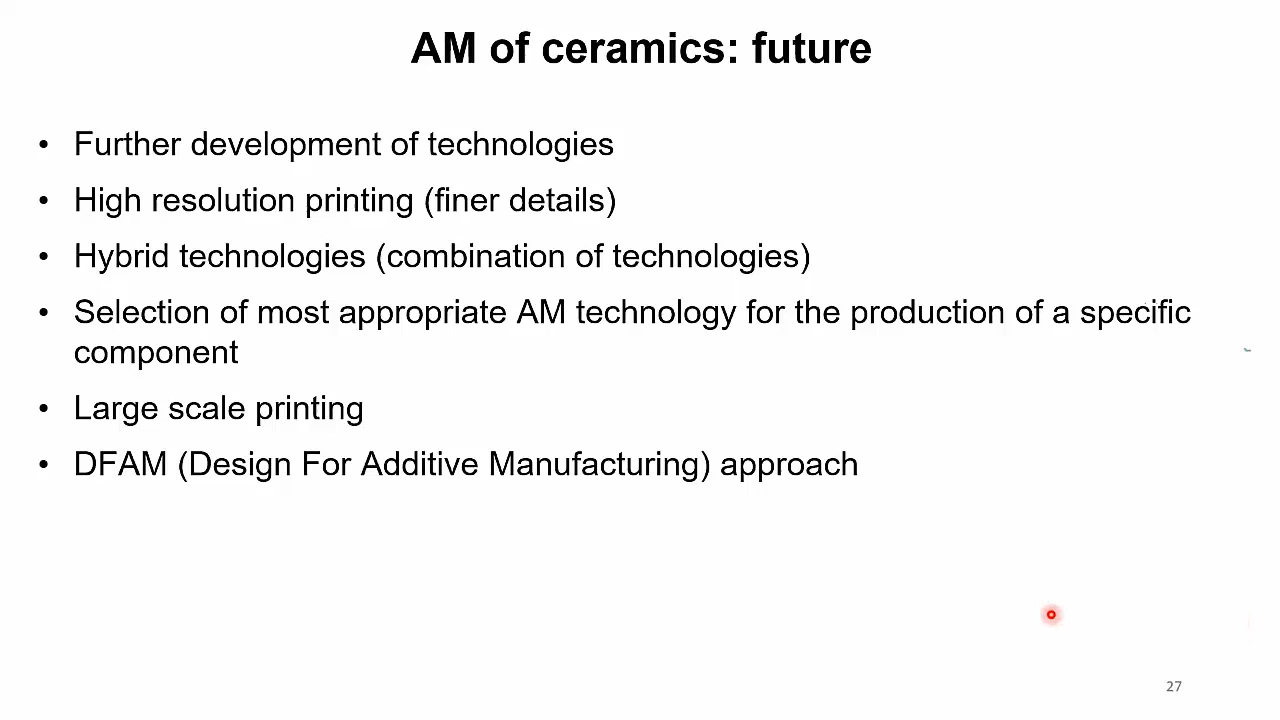 AM of ceramics: future
• Further development of technologies
• High resolution printing (finer details)
• Hybrid technologies (combination of technologies)
• Selection of most appropriate AM technology for the production of a specific
component
• Large scale printing
• DFAM (Design For Additive Manufacturing) approach
27